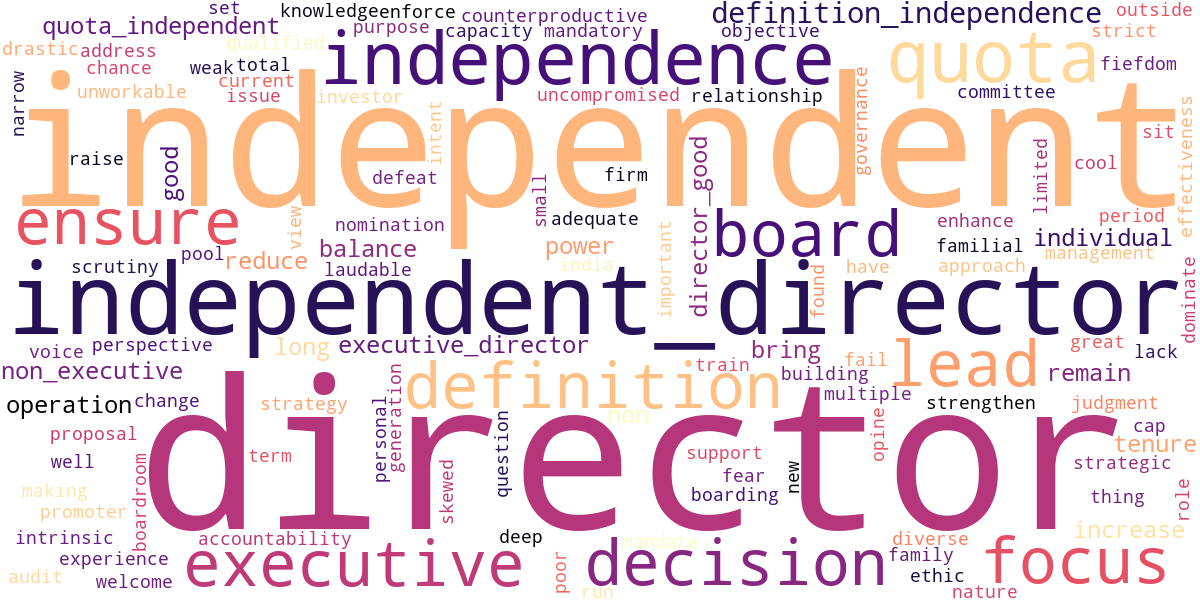 set
knowledgeenforce
counterproductive
definition_independence
outside
quota_independent
purpose
capacity
mandatory
objective
strict
drastic
address
qualified
independence
quota
fiefdom
chance
weak
total
current
unworkable
issue
investor
uncompromised
relationship
committee
narrow
independent
intent
governance
effectiveness
sit
raise
good
defeat
firm
small
director_good
limited
cool
ensure
view
nomination
adequate
board
enhance
period
balance
power
important
familial
individual
scrutiny
pool
reduce
laudable
india
found
have
approach
management
dominate
independent_director
voice
perspective
long
executive_director
bring
great
lack
non_executive
definition
train
fail
lead
remain
building
multiple
operation
change
strategy
personal
generation
non
strengthen
judgment
director
proposal
term
question
support
opine
cap
tenure
well
skewed
fear
new
strategic
making
boarding
thing
role
promoter
boardroom
intrinsic
accountability
deep
mandate
diverse
increase
experience
executive
poor
decision
family
focus
audit
welcome
run
ethic
nature